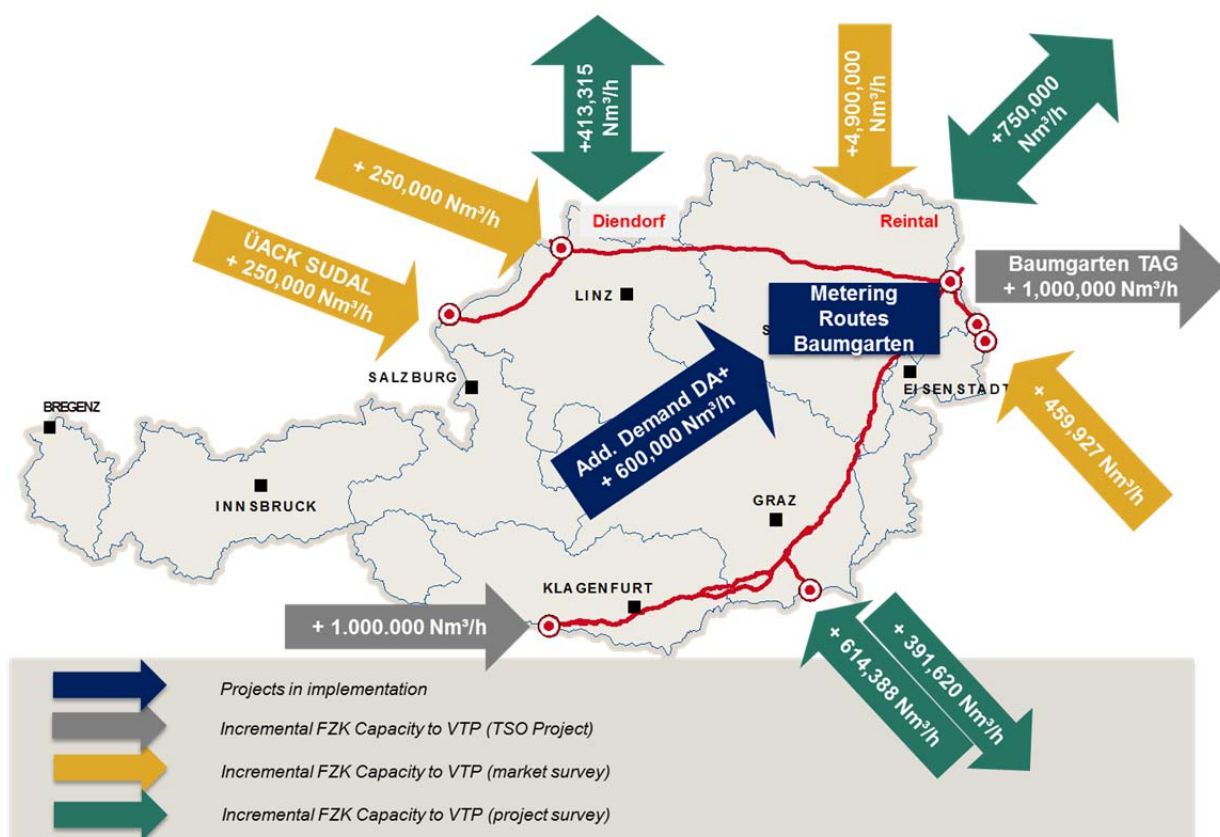 +413,315
Nm³/h
+4,900,000
Nm³/h
+750,000
Nm³/h
+ 250,000 Nm³/h
ÜACK SUDAL
+ 250,000 Nm³/h
Diendorf
Reintal
Baumgarten TAG
+ 1,000,000 Nm³/h
LINZ
Metering
Routes
Baumgarten
S
SALZBURG
EISENSTADT
BREGENZ
Add. Demand DA+
+ 600,000 Nm³/h
+ 459,927 Nm³/h
INNSBRUCK
GRAZ
KLAGENFURT
+ 1.000.000 Nm³/h
+ 391,620 Nm³/h
+ 614,388 Nm³/h
Projects in implementation
Incremental FZK Capacity to VTP (TSO Project)
Incremental FZK Capacity to VTP (market survey)
Incremental FZK Capacity to VTP (project survey)